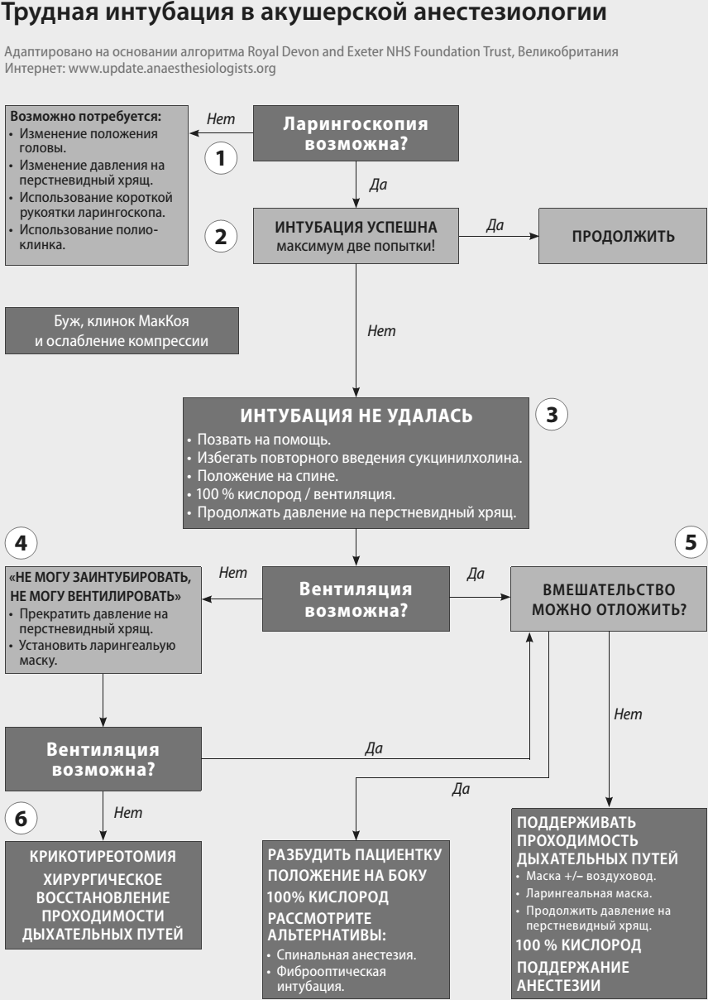 Трудная интубация в акушерской анестезиологии
Адаптировано на основании алгоритма Royal Devon and Exeter NHS Foundation Trust, Великобритания
Интернет: www.update.anaesthesiologists.org
Возможно потребуется:
• Изменение положения
головы.
• Изменение давления на
перстневидный хрящ.
• Использование короткой
рукоятки ларингоскопа.
• Использование полио-
клинка.
Нет
1
Ларингоскопия
возможна?
Да
2
ИНТУБАЦИЯ УСПЕШНА
максимум две попытки!
Да
ПРОДОЛЖИТЬ
Буж, клинок МакКоя
и ослабление компрессии
Нет
ИНТУБАЦИЯ НЕ УДАЛАСЬ
• Позвать на помощь.
• Избегать повторного введения сукцинилхолина.
• Положение на спине.
• 100 % кислород / вентиляция.
• Продолжать давление на перстневидный хрящ.
3
4
«НЕ МОГУ ЗАИНТУБИРОВАТЬ,
НЕ МОГУ ВЕНТИЛИРОВАТЬ»
• Прекратить давление на
перстневидный хрящ.
• Установить ларингеалъую
маску.
Нет
Вентиляция
возможна?
Да
5
ВМЕШАТЕЛЬСТВО
МОЖНО ОТЛОЖИТЬ?
Нет
Вентиляция
возможна?
Да
Да
Нет
6
КРИКОТИРЕОТОМИЯ
ХИРУРГИЧЕСКОЕ
ВОССТАНОВЛЕНИЕ
ПРОХОДИМОСТИ
ДЫХАТЕЛЬНЫХ ПУТЕЙ
РАЗБУДИТЬ ПАЦИЕНТКУ
ПОЛОЖЕНИЕ НА БОКУ
100% КИСЛОРОД
РАССМОТРИТЕ
АЛЬТЕРНАТИВЫ:
• Спинальная анестезия.
• Фиброоптическая
интубация.
ПОДДЕРЖИВАТЬ
ПРОХОДИМОСТЬ
ДЫХАТЕЛЬНЫХ ПУТЕЙ
• Маска +/– воздуховод.
• Ларингеальная маска.
• Продолжить давление на
перстневидный хрящ.
100 % КИСЛОРОД
ПОДДЕРЖАНИЕ
АНЕСТЕЗИИ